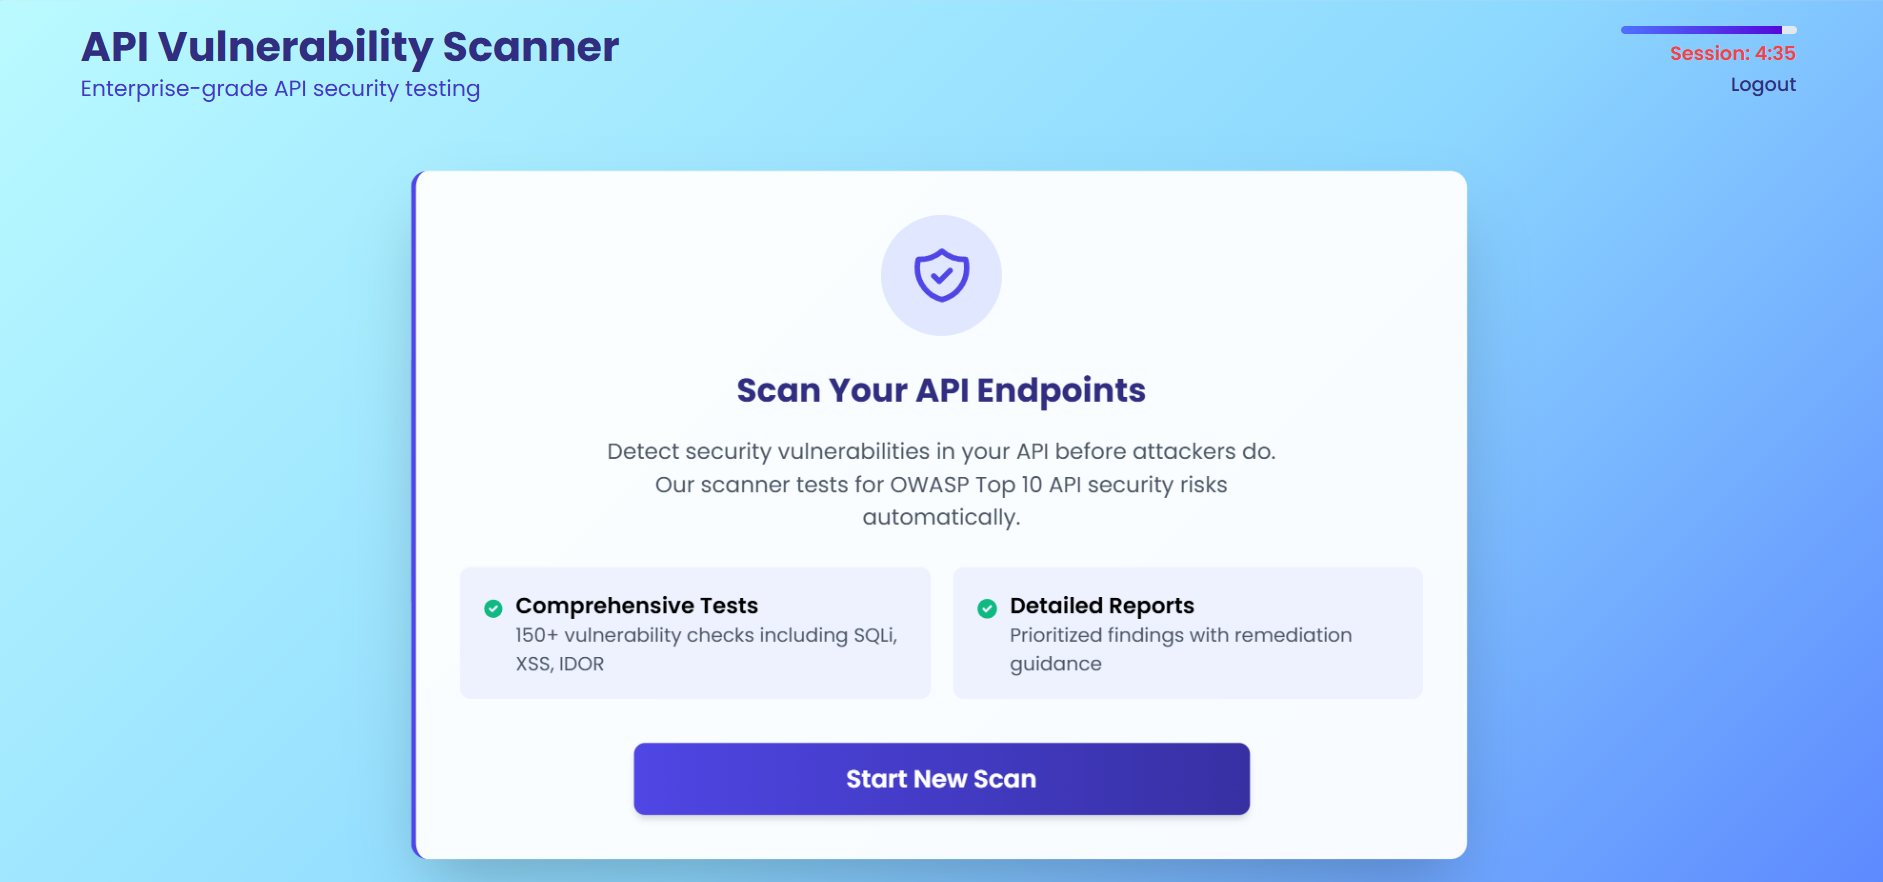 API Vulnerability Scanner
Enterprise-grade API security testing
Session: 4:35
Logout
Scan Your API Endpoints
Detect security vulnerabilities in your API before attackers do.
Our scanner tests for OWASP Top 10 API security risks
automatically.
Comprehensive Tests
150+ vulnerability checks including SQLi,
XSS, IDOR
Detailed Reports
Prioritized findings with remediation
guidance
Start New Scan